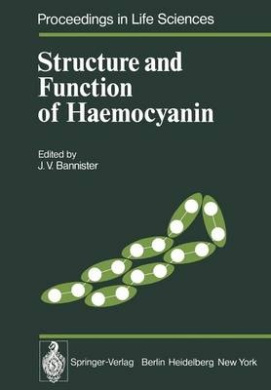 Proceedings in Life Sciences
Structure and
Function
of Haemocyanin
Edited by
J. V. Bannister
Springer-Verlag Berlin Heidelberg New York